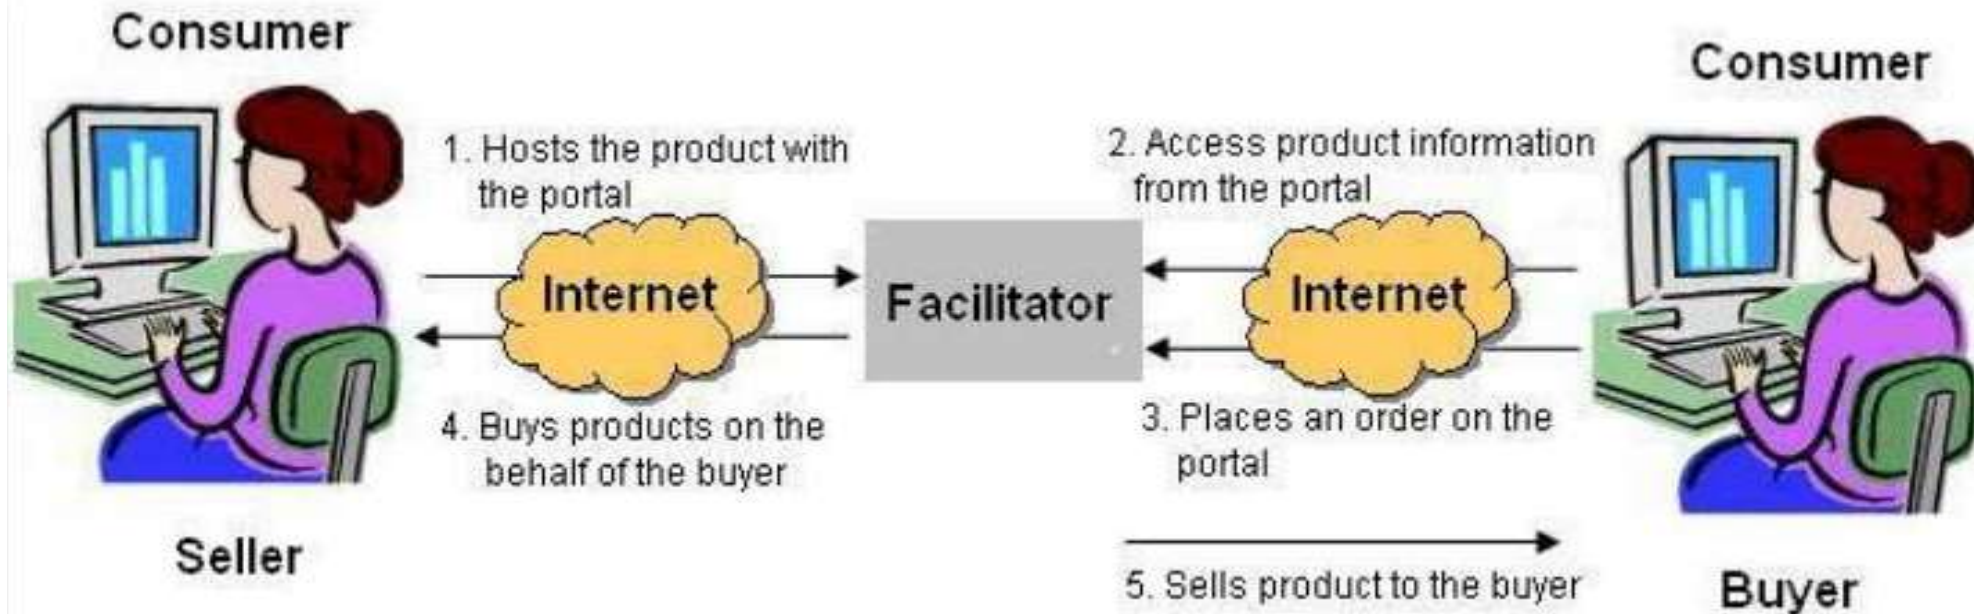 Consumer
Consumer
1. Hosts the product with
the portal
2. Access product information
from the portal
Internet
Facilitator
Internet
4. Buys products on the
behalf of the buyer
3. Places an order on the
portal
Seller
5. Sells product to the buyer
Buyer